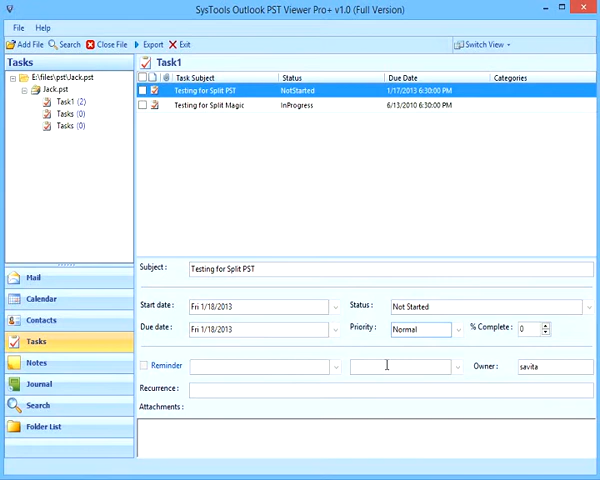 SysTools Outlook PST Viewer Pro+ v1.0 (Full Version)
File Help
Add File Search Close File Export Exit Switch View
Tasks
E:\files\pst\Jack.pst
Jack.pst
Task1 (2)
Tasks (0)
Tasks (0)
Task1
Task Subject Status Due Date Categories
Testing for Split PST NotStarted 1/17/2013 6:30:00 PM
Testing for Split Magic InProgress 6/13/2010 6:30:00 PM
Subject : Testing for Split PST
Start date : Fri 1/18/2013 Status : Not Started
Due date : Fri 1/18/2013 Priority : Normal % Complete : 0
Reminder Owner : savita
Recurrence :
Attachments :
Mail
Calendar
Contacts
Tasks
Notes
Journal
Search
Folder List